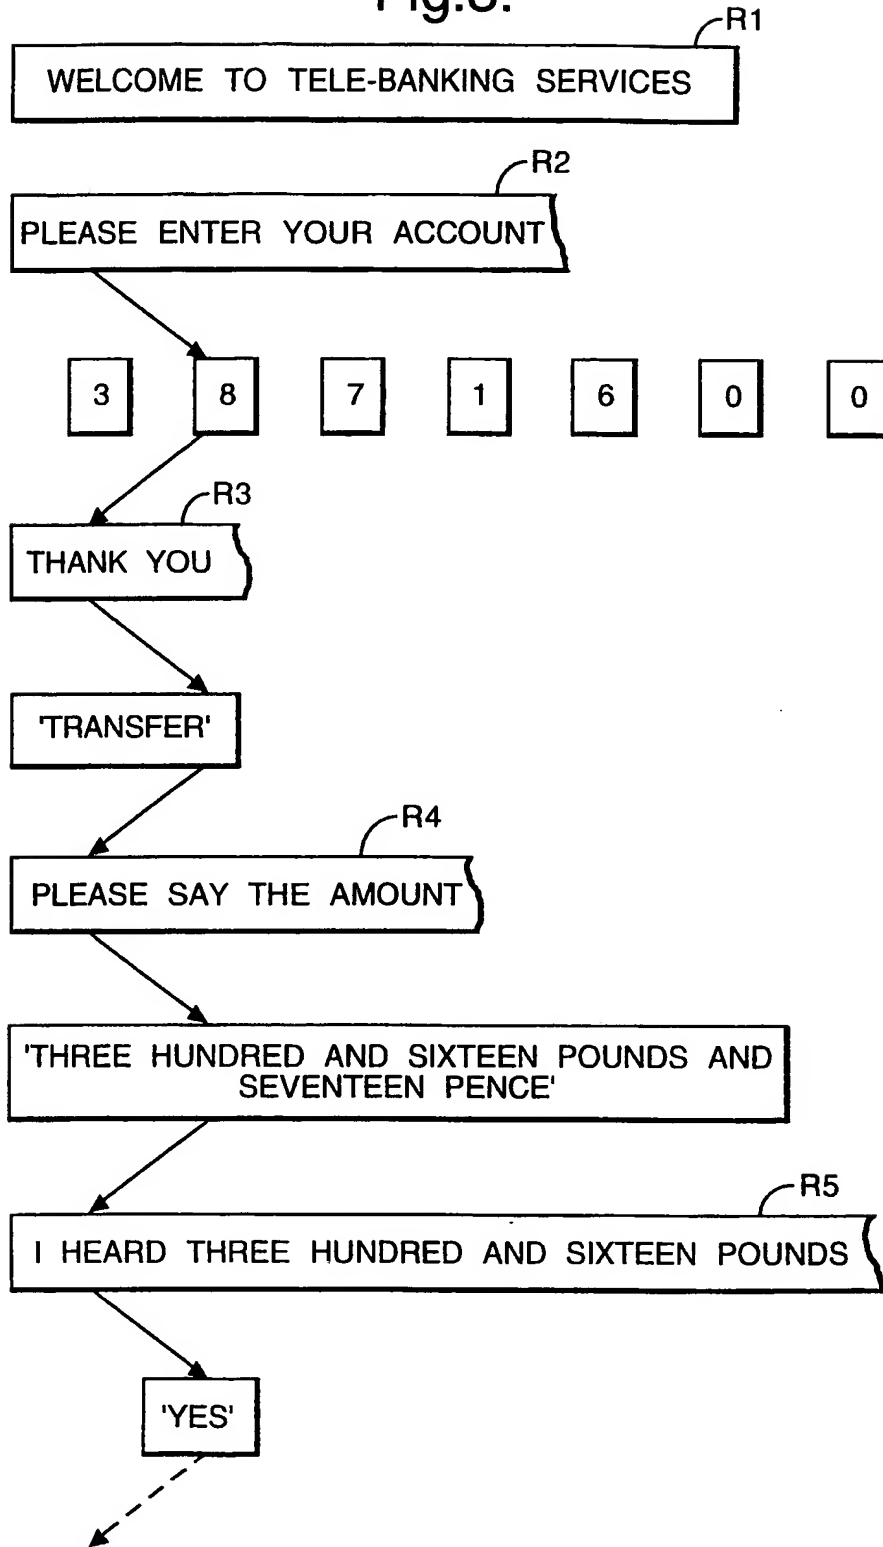 Fig.8.
R1
WELCOME TO TELE-BANKING SERVICES
R2
PLEASE ENTER YOUR ACCOUNT
3 8 7 1 6 0 0
R3
THANK YOU
'TRANSFER'
R4
PLEASE SAY THE AMOUNT
'THREE HUNDRED AND SIXTEEN POUNDS AND
SEVENTEEN PENCE'
R5
I HEARD THREE HUNDRED AND SIXTEEN POUNDS
'YES'